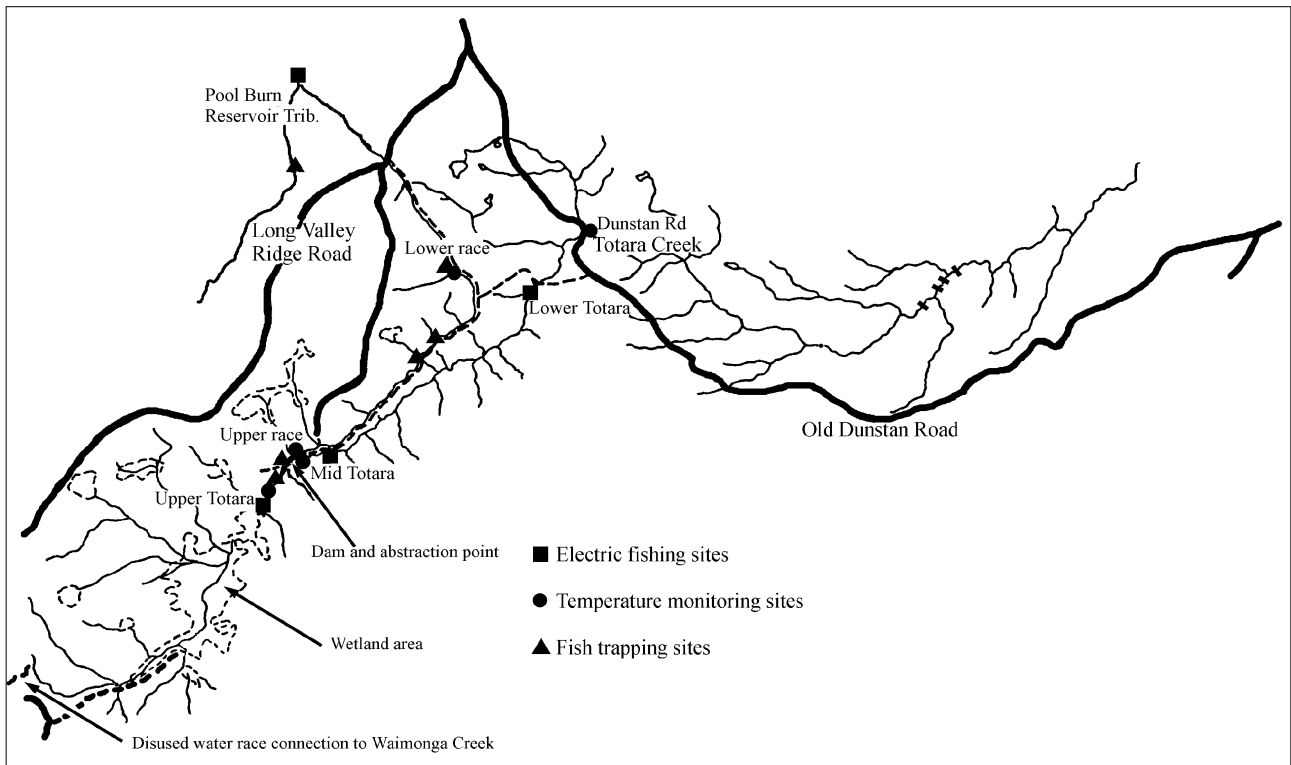 Pool Burn
Reservoir Trib.
Long Valley
Ridge Road
Lower race
Dunstan Rd
Totara Creek
Lower Totara
Old Dunstan Road
Upper race
Mid Totara
Upper Totara
Dam and abstraction point
Electric fishing sites
Temperature monitoring sites
Wetland area
Fish trapping sites
Disused water race connection to Waimonga Creek